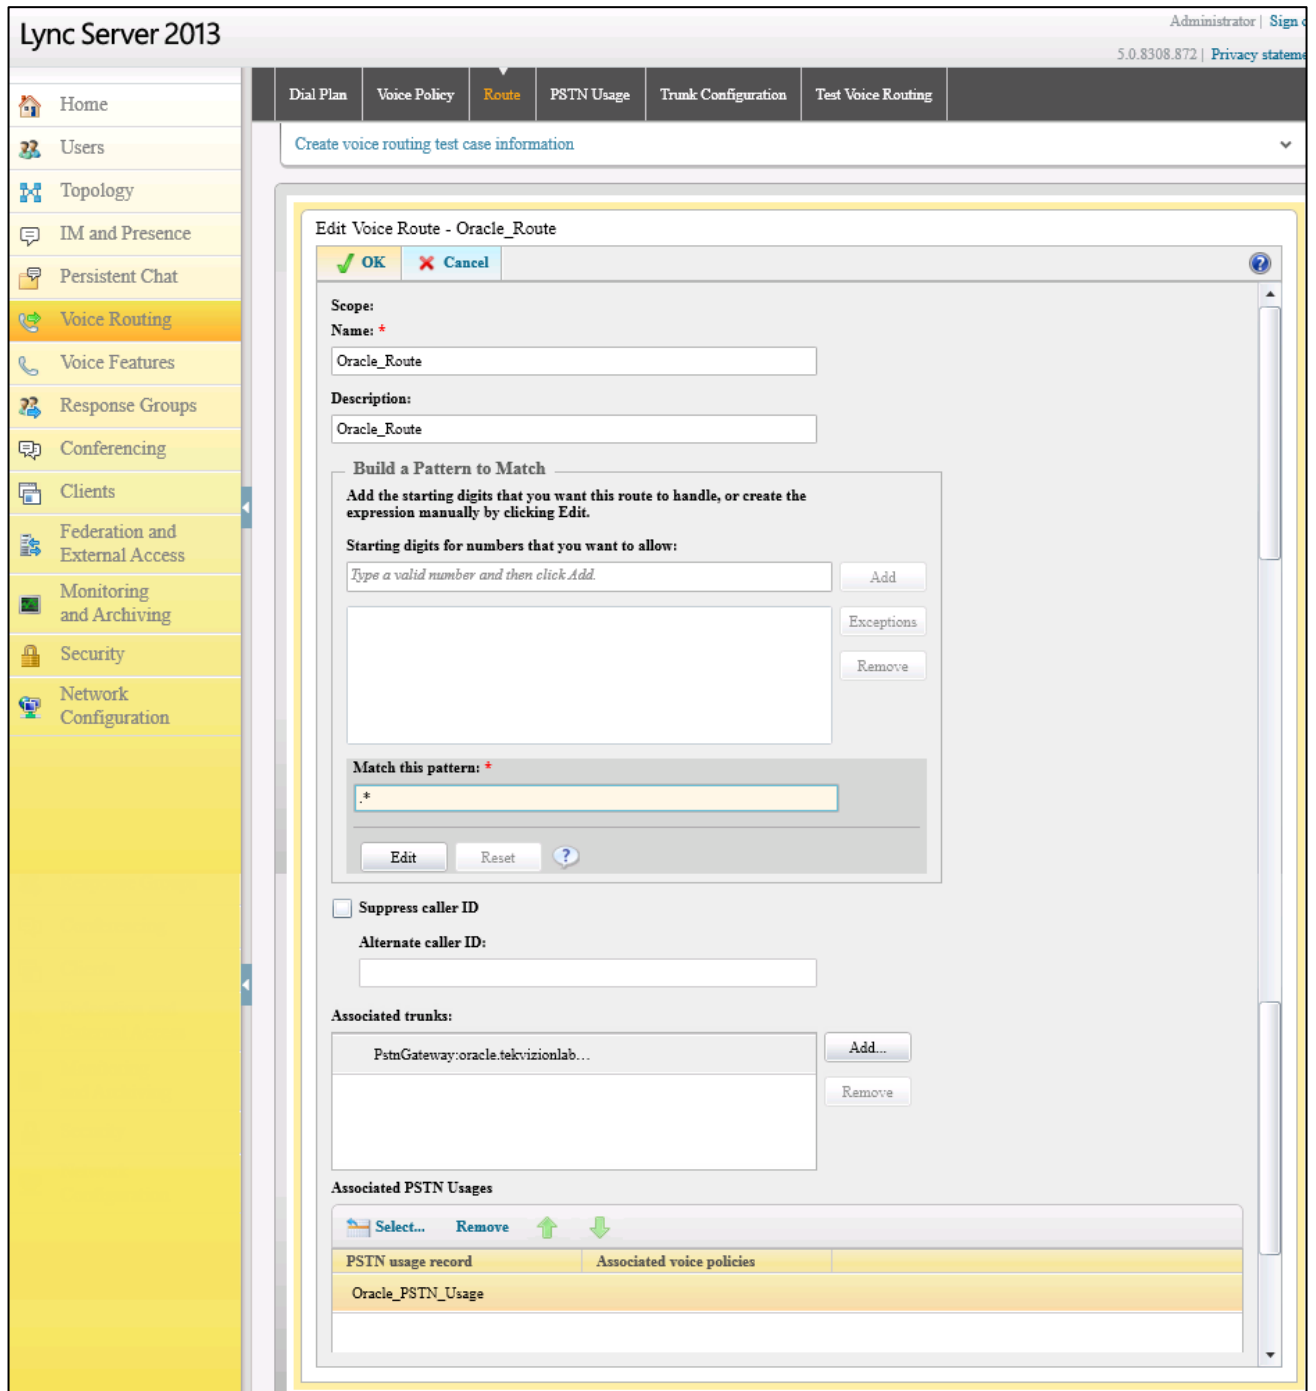 Lync Server 2013
Administrator | Sign
5.0.8308.872 | Privacy stateme
Home
Users
Topology
IM and Presence
Persistent Chat
Voice Routing
Voice Features
Response Groups
Conferencing
Clients
Federation and
External Access
Monitoring
and Archiving
Security
Network
Configuration
Dial Plan Voice Policy Route PSTN Usage Trunk Configuration Test Voice Routing
Create voice routing test case information
Edit Voice Route - Oracle_Route
OK Cancel
Scope:
Name: *
Oracle_Route
Description:
Oracle_Route
Build a Pattern to Match
Add the starting digits that you want this route to handle, or create the
expression manually by clicking Edit.
Starting digits for numbers that you want to allow:
Type a valid number and then click Add. Add
Exceptions
Remove
Match this pattern: *
.*
Edit Reset ?
Suppress caller ID
Alternate caller ID:
Associated trunks:
PstnGateway:oracle.tekvizionlab... Add...
Remove
Associated PSTN Usages
Select... Remove
PSTN usage record Associated voice policies
Oracle_PSTN_Usage